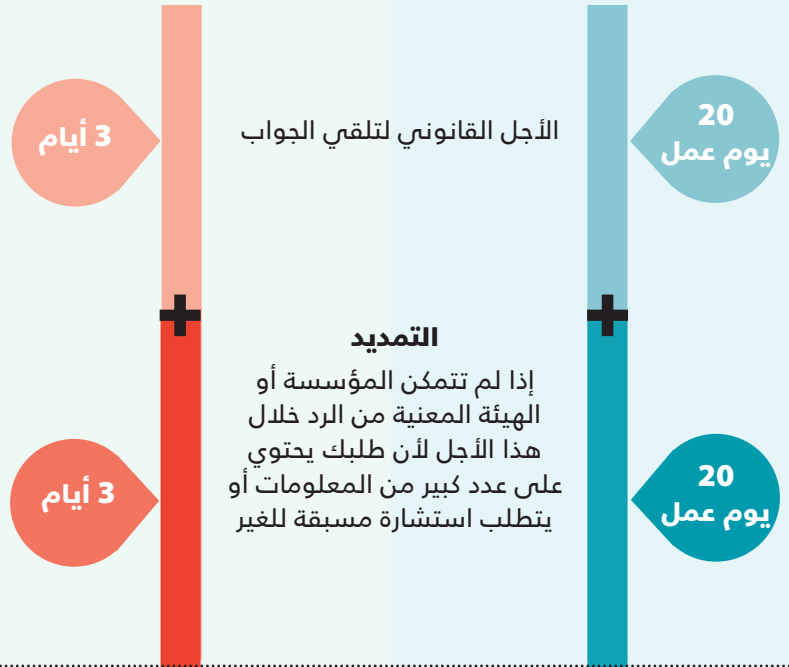 20
يوم عمل
الأجل القانوني لتلقي الجواب
3 أيام
التمديد
إذا لم تتمكن المؤسسة أو
الهيئة المعنية من الرد خلال
هذا الأجل لأن طلبك يحتوي
على عدد كبير من المعلومات أو
يتطلب استشارة مسبقة للغير
20
يوم عمل
3 أيام